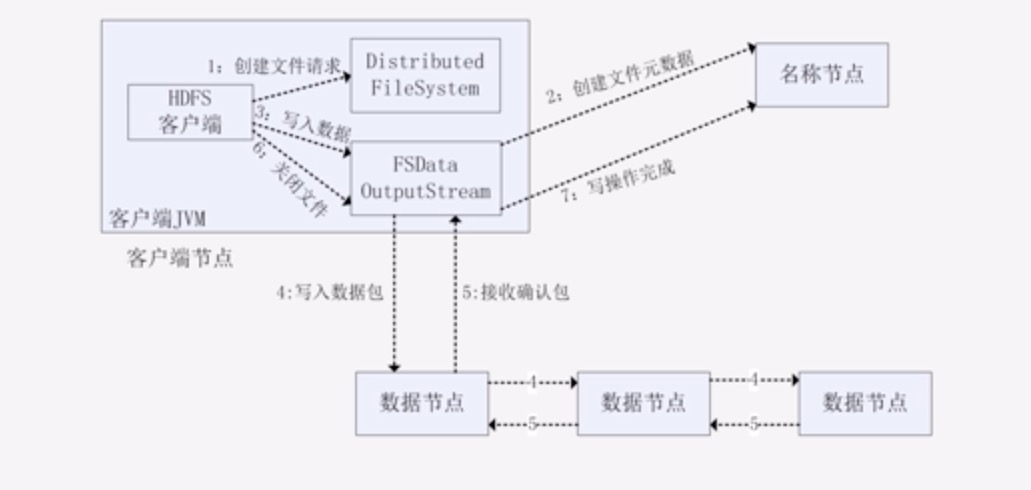 1: 创建文件请求
Distributed
FileSystem
HDFS
客户端
3: 写入数据
6: 关闭文件
FSData
OutputStream
客户端JVM
客户端节点
2: 创建文件元数据
名称节点
7: 写操作完成
4:写入数据包
5:接收确认包
数据节点
4
5
数据节点
4
5
数据节点